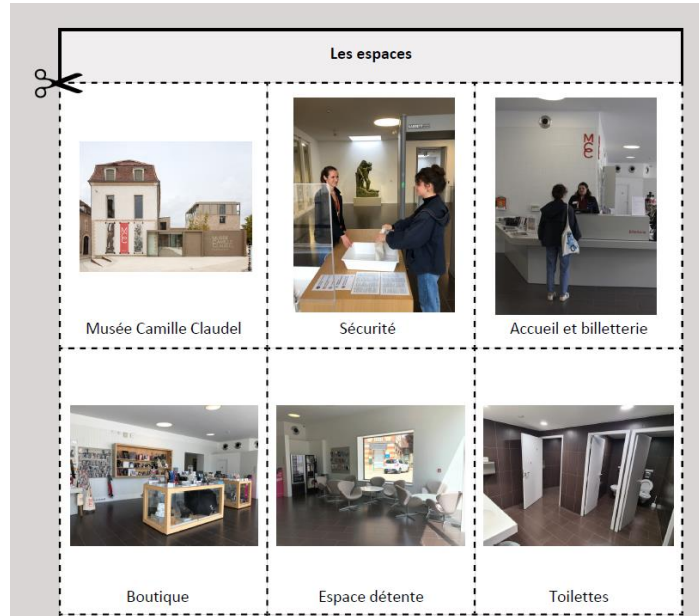 Les espaces
Musée Camille Claudel
Sécurité
Accueil et billetterie
Boutique
Espace détente
Toilettes